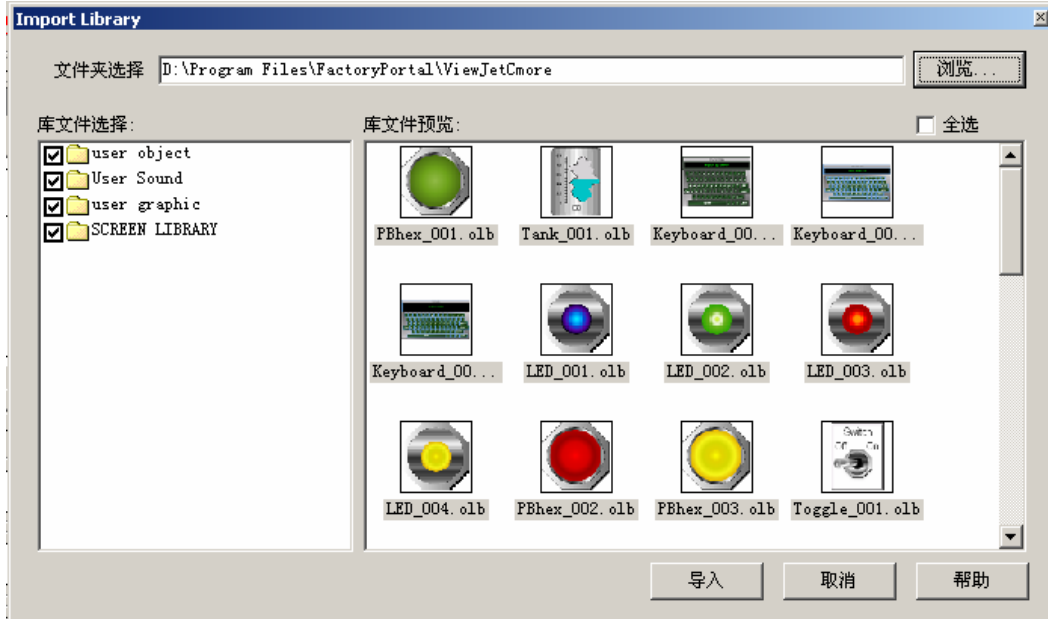 Import Library
文件夹选择 D:\Program Files\FactoryPortal\ViewJetCmore 浏览...
库文件选择: 库文件预览: 全选
user object
User Sound
user graphic
SCREEN LIBRARY
PBhex_001.olb Tank_001.olb Keyboard_00... Keyboard_00...
Keyboard_00... LED_001.olb LED_002.olb LED_003.olb
Switch
Off On
LED_004.olb PBhex_002.olb PBhex_003.olb Toggle_001.olb
导入 取消 帮助